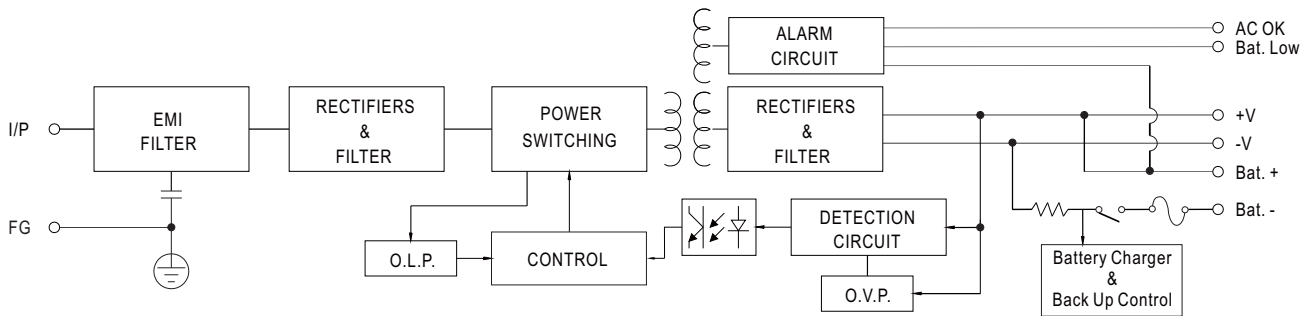 ALARM
CIRCUIT
AC OK
Bat. Low
I/P
EMI
FILTER
RECTIFIERS
&
FILTER
POWER
SWITCHING
RECTIFIERS
&
FILTER
+V
-V
Bat. +
Bat. -
FG
O.L.P.
CONTROL
DETECTION
CIRCUIT
O.V.P.
Battery Charger
&
Back Up Control